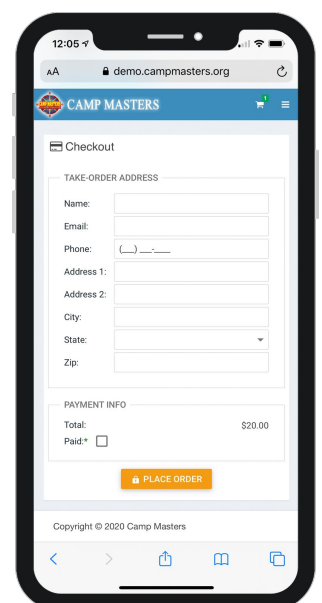 12:05
AA demo.campmasters.org
CAMP MASTERS 1
Checkout
TAKE-ORDER ADDRESS
Name:
Email:
Phone: (___) ___-____
Address 1:
Address 2:
City:
State:
Zip:
PAYMENT INFO
Total: $20.00
Paid:*
PLACE ORDER
Copyright © 2020 Camp Masters